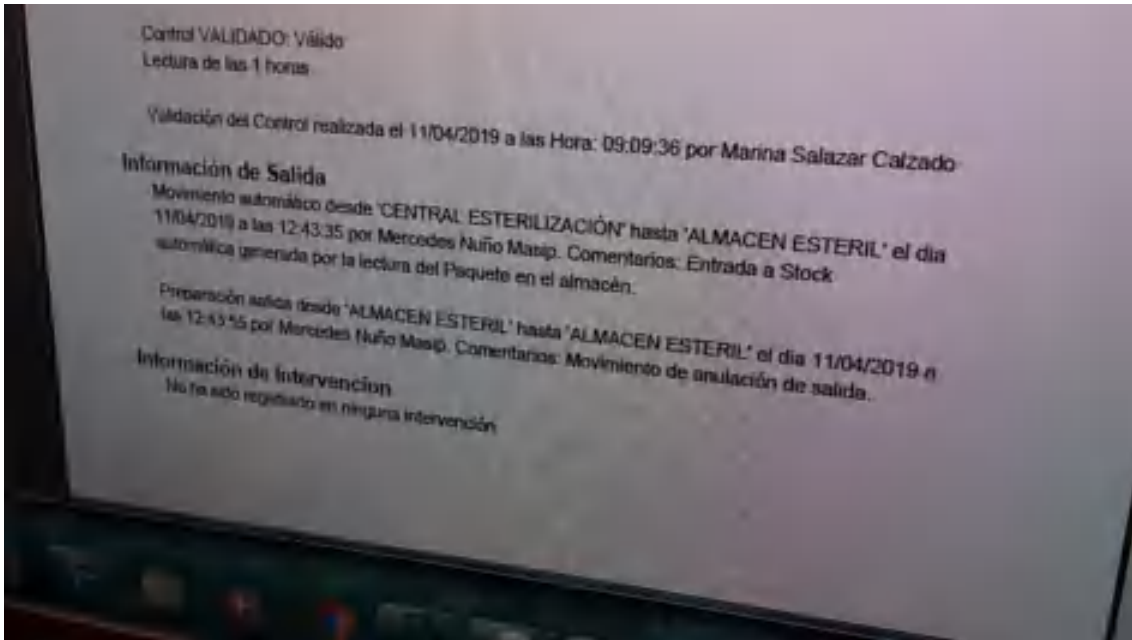 Control VALIDADO: Válido
Lectura de las 1 horas
Validación del Control realizada el 11/04/2019 a las Hora: 09:09:36 por Marina Salazar Calzado
Información de Salida
Movimiento automático desde 'CENTRAL ESTERILIZACIÓN' hasta 'ALMACEN ESTERIL' el día
11/04/2019 a las 12:43:35 por Mercedes Nuño Masip. Comentarios: Entrada a Stock
automática generada por la lectura del Paquete en el almacén.
Preparación salida desde 'ALMACEN ESTERIL' hasta 'ALMACEN ESTERIL' el día 11/04/2019 a
las 12:43:55 por Mercedes Nuño Masip. Comentarios: Movimiento de anulación de salida.
Información de Intervencion
No ha sido registrado en ninguna intervención